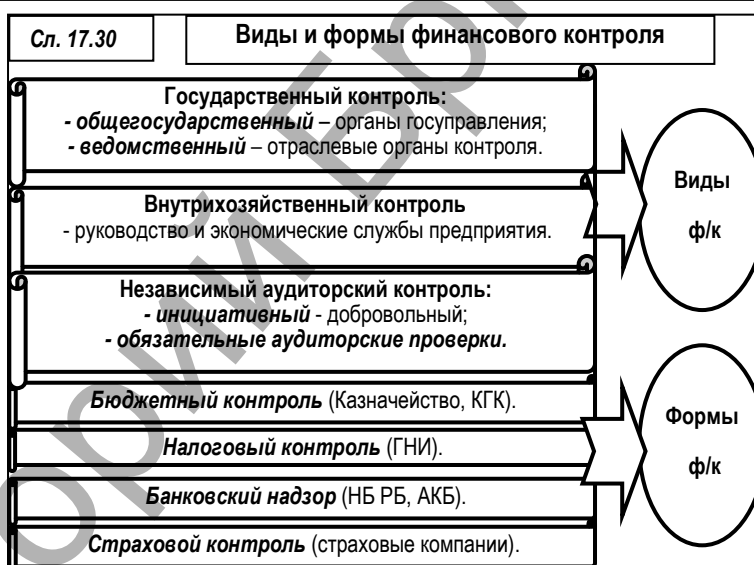 Сл. 17.30
Виды и формы финансового контроля
Государственный контроль:
- общегосударственный – органы госуправления;
- ведомственный – отраслевые органы контроля.
Внутрихозяйственный контроль
- руководство и экономические службы предприятия.
Независимый аудиторский контроль:
- инициативный - добровольный;
- обязательные аудиторские проверки.
Виды
ф/к
Бюджетный контроль (Казначейство, КГК).
Налоговый контроль (ГНИ).
Банковский надзор (НБ РБ, АКБ).
Страховой контроль (страховые компании).
Формы
ф/к